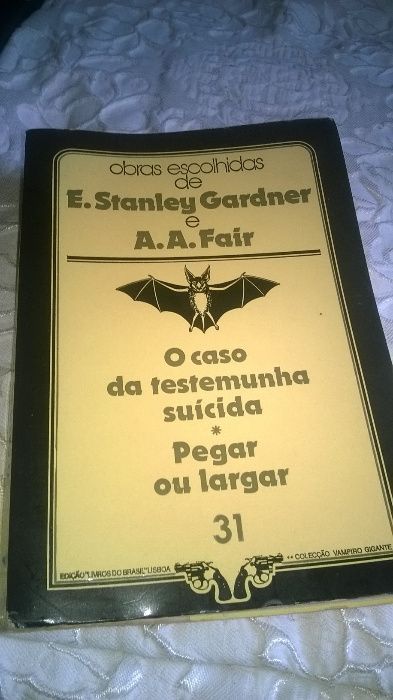 obras escolhidas
de
E. Stanley Gardner
e
A. A. Fair
O caso
da testemunha
suícida
*
Pegar
ou largar
31
EDIÇÃO "LIVROS DO BRASIL" LISBOA
COLECÇÃO VAMPIRO GIGANTE